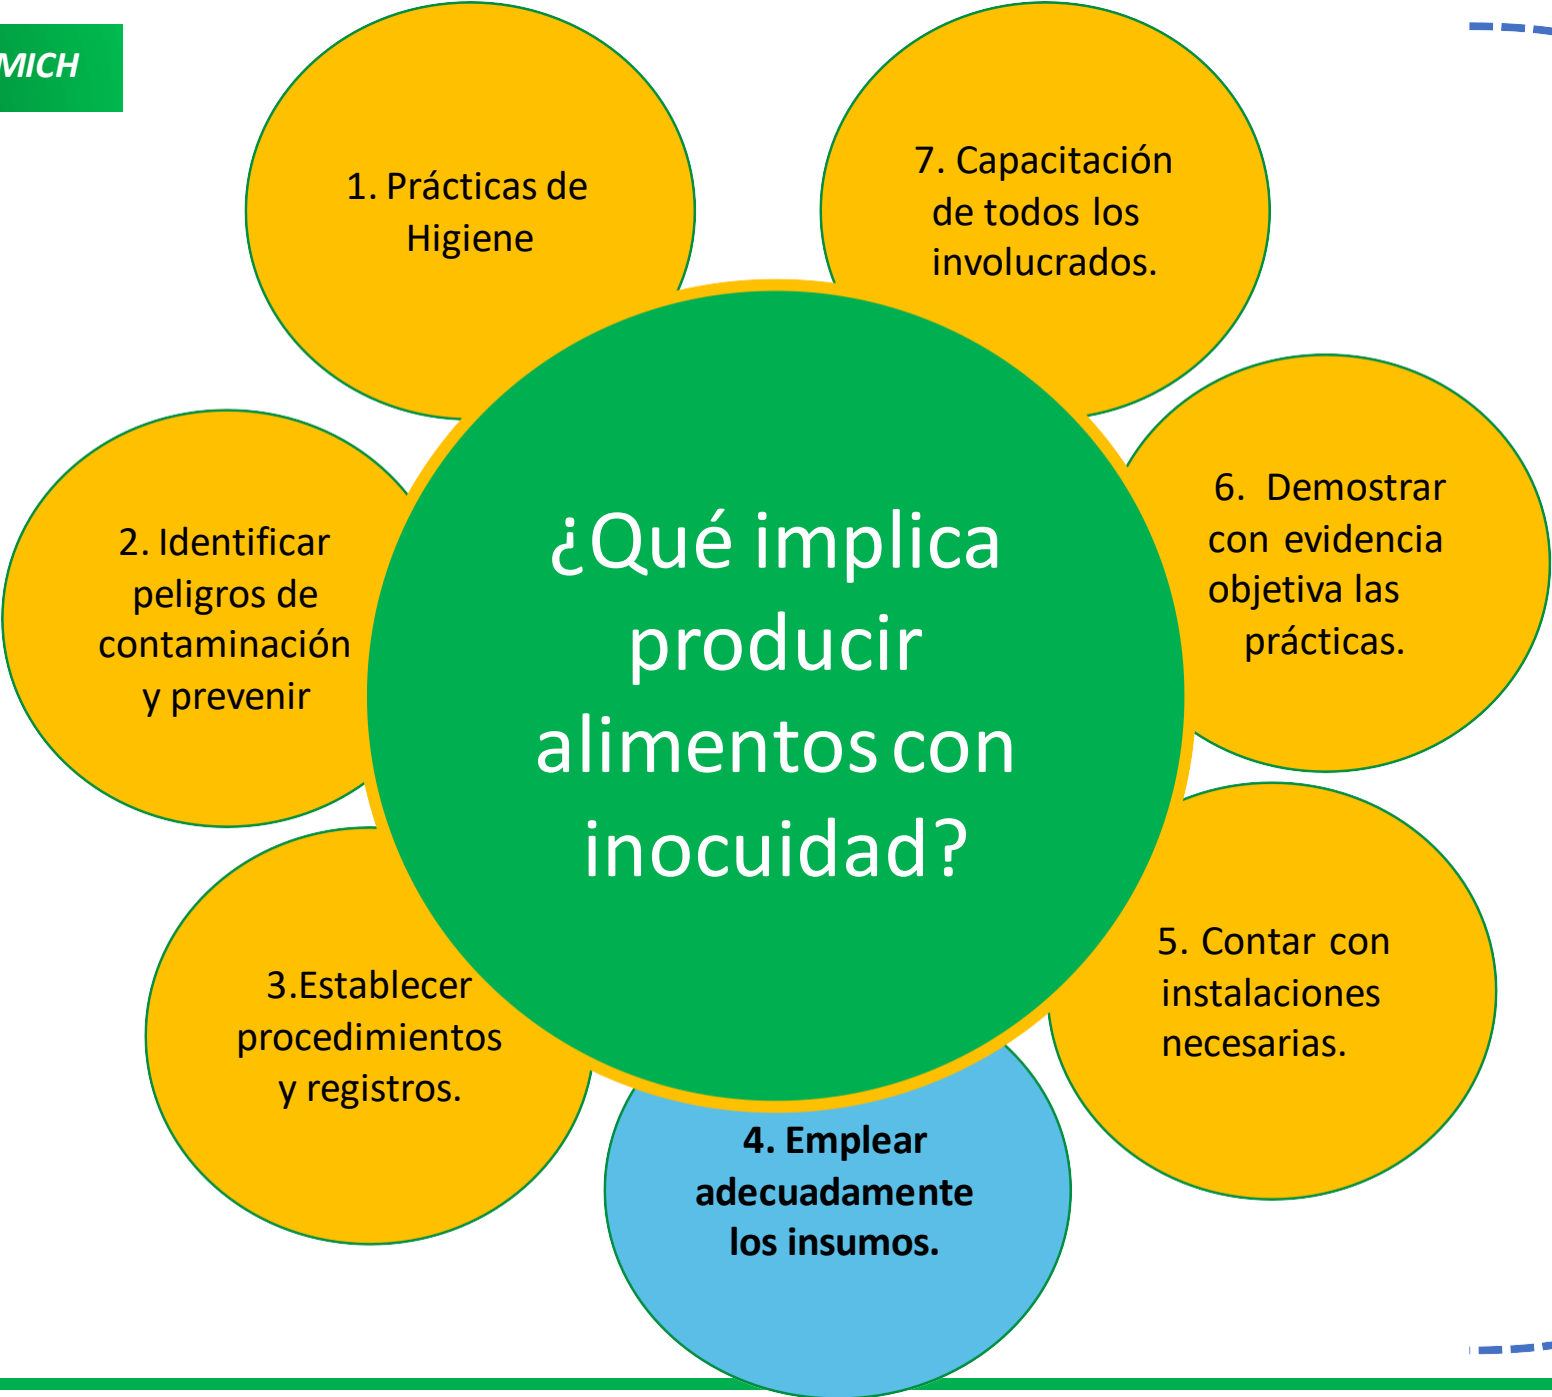 MICH
¿Qué implica
producir
alimentos con
inocuidad?
1. Prácticas de
Higiene
2. Identificar
peligros de
contaminación
y prevenir
3.Establecer
procedimientos
y registros.
4. Emplear
adecuadamente
los insumos.
5. Contar con
instalaciones
necesarias.
6. Demostrar
con evidencia
objetiva las
prácticas.
7. Capacitación
de todos los
involucrados.